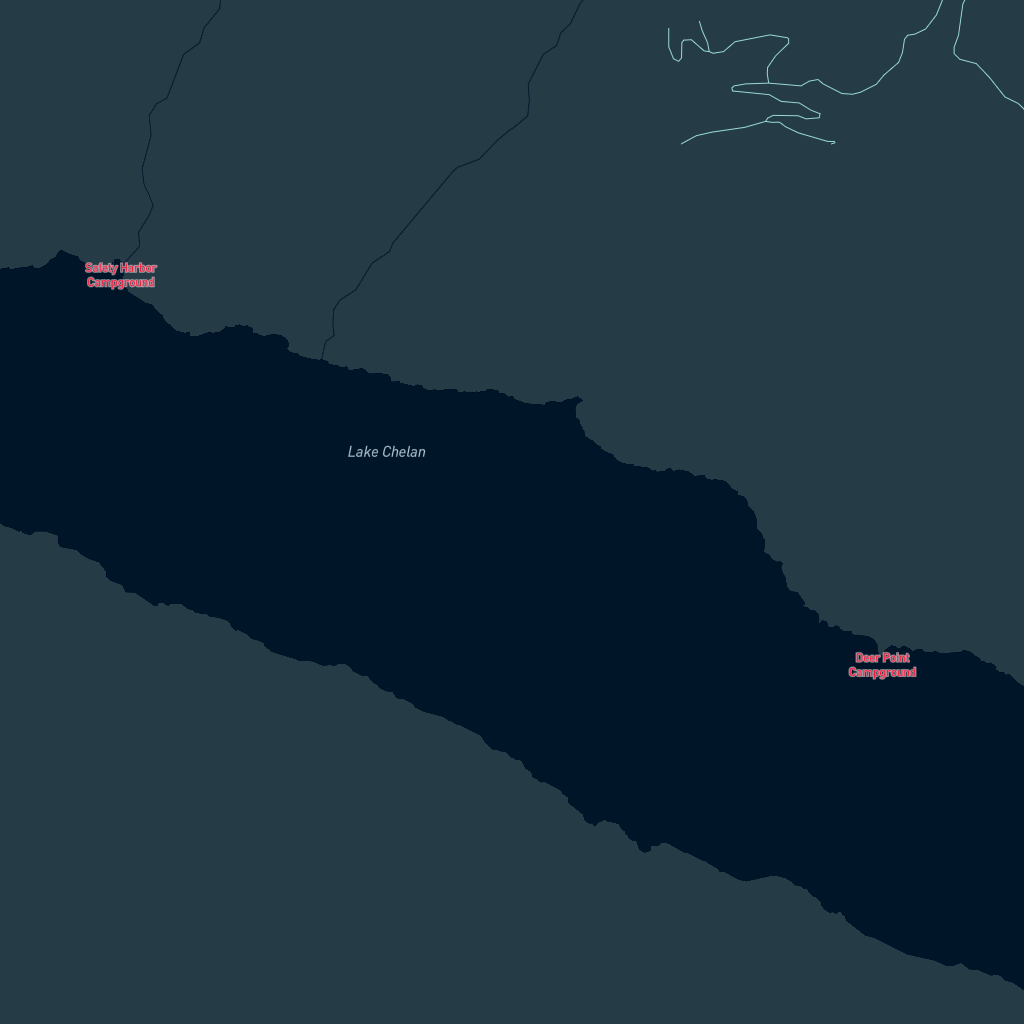 Safety Harbor
Campground
Lake Chelan
Deer Point
Campground